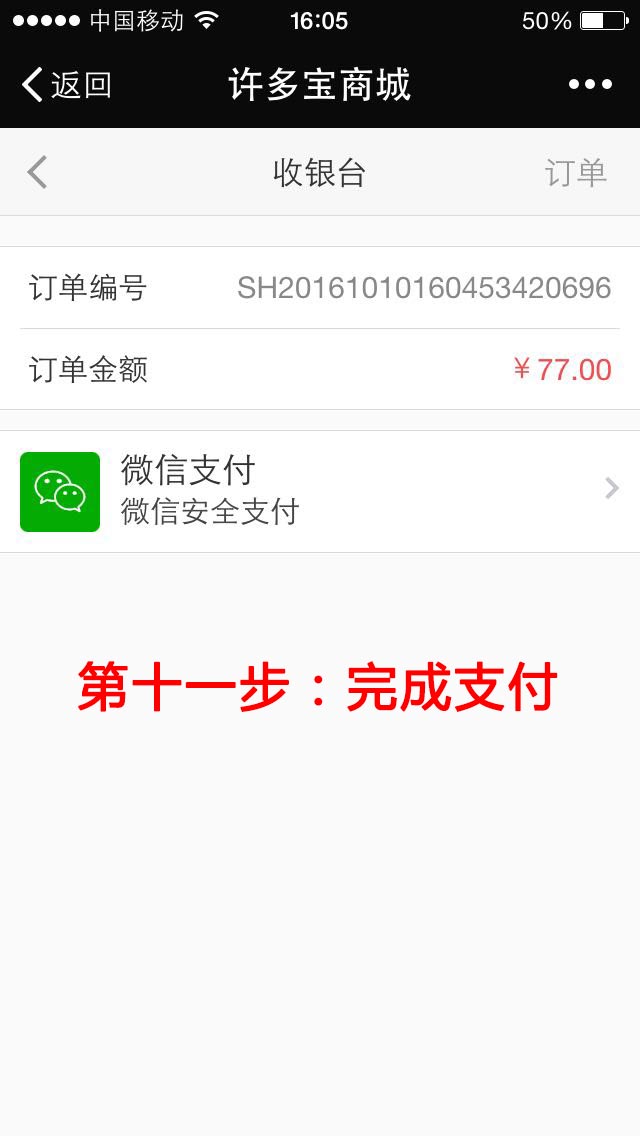 中国移动 16:05 50%
返回 许多宝商城
收银台 订单
订单编号 SH20161010160453420696
订单金额 ￥77.00
微信支付
微信安全支付
第十一步：完成支付